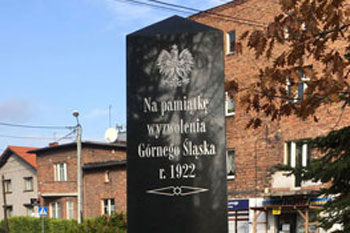 Na pamiątkę
wyzwolenia
Górnego Śląska
r. 1922